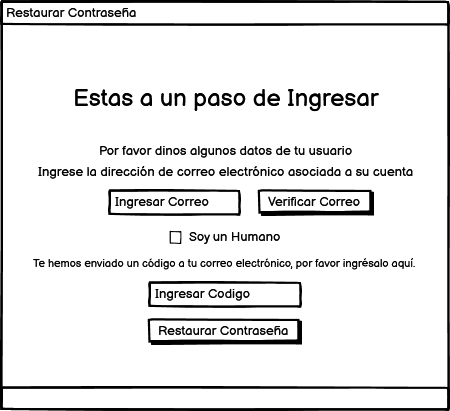 Restaurar Contraseña
Estas a un paso de Ingresar
Por favor dinos algunos datos de tu usuario
Ingrese la dirección de correo electrónico asociada a su cuenta
Ingresar Correo
Verificar Correo
Soy un Humano
Te hemos enviado un código a tu correo electrónico, por favor ingrésalo aquí.
Ingresar Codigo
Restaurar Contraseña